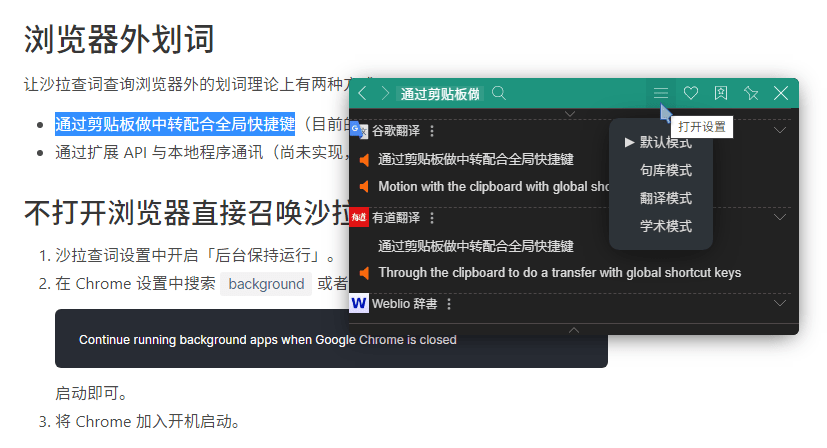 浏览器外划词
让沙拉查词查询浏览器外的划词理论上有两种方式
通过剪贴板做中转配合全局快捷键（目前的
通过扩展 API 与本地程序通讯（尚未实现，
不打开浏览器直接召唤沙拉
1. 沙拉查词设置中开启「后台保持运行」。
2. 在 Chrome 设置中搜索 background 或者
Continue running background apps when Google Chrome is closed
启动即可。
3. 将 Chrome 加入开机启动。
通过剪贴板做
打开设置
谷歌翻译
通过剪贴板做中转配合全局快捷键
Motion with the clipboard with global sho
有道翻译
通过剪贴板做中转配合全局快捷键
Through the clipboard to do a transfer with global shortcut keys
Weblio 辞書
默认模式
句库模式
翻译模式
学术模式